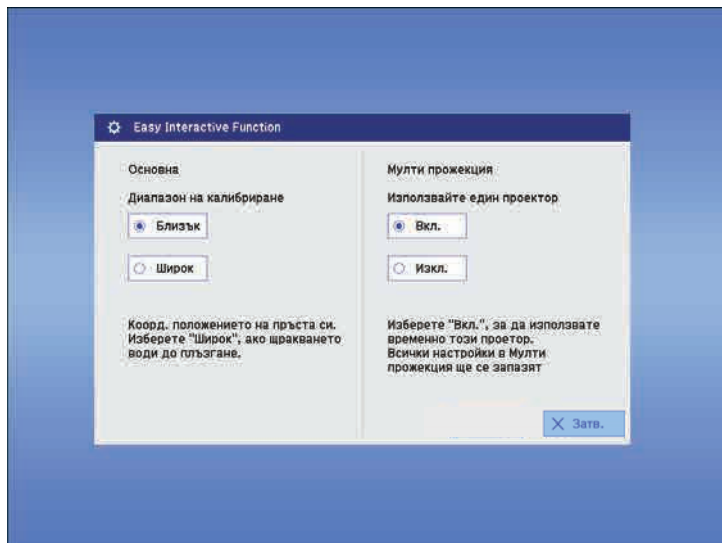 Easy Interactive Function
Основна
Диапазон на калибриране
Близък
Широк
Коорд. положението на пръста си.
Изберете "Широк", ако щракването
води до плъзгане.
Мулти прожекция
Използвайте един проектор
Вкл.
Изкл.
Изберете "Вкл.", за да използвате
временно този проетор.
Всички настройки в Мулти
прожекция ще се запазят
Затв.